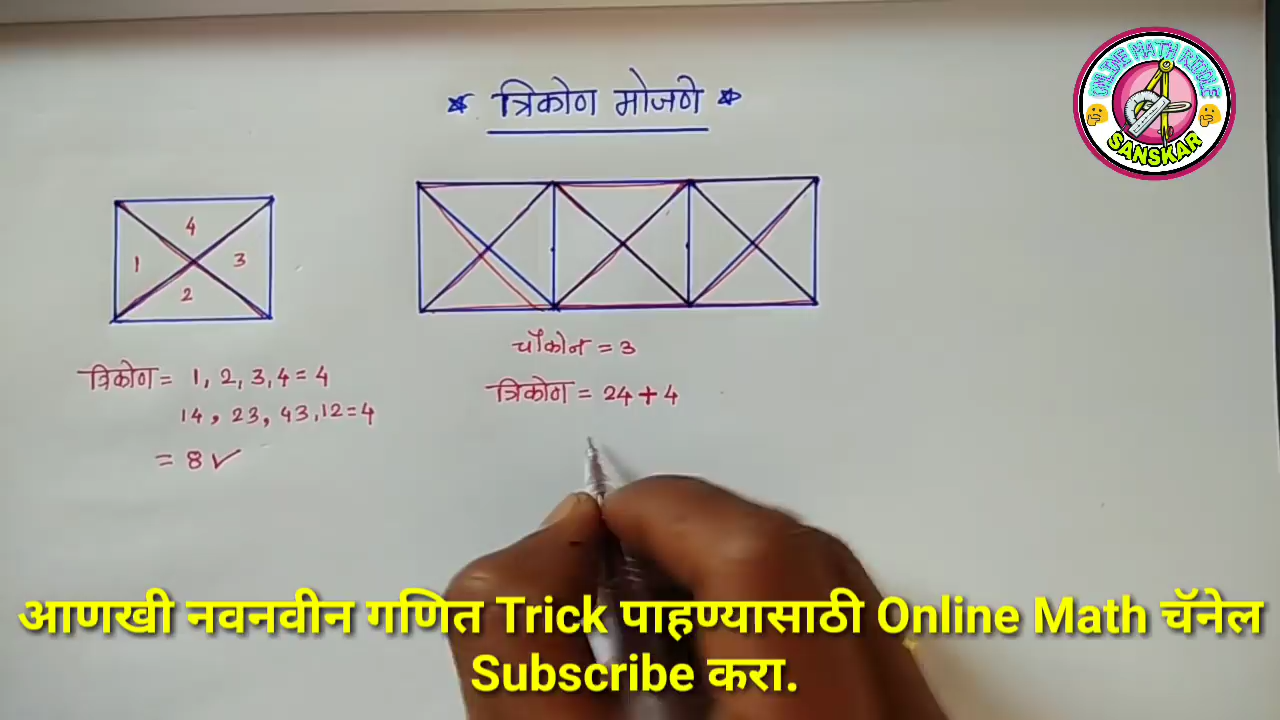 ★ त्रिकोण मोजणे ★
ONLINE MATH RIDDLE
SANSKAR
4
1
3
2
चौकोन = 3
त्रिकोण = 1, 2, 3, 4 = 4
त्रिकोण = 24 + 4
14, 23, 43, 12 = 4
= 8 ✓
आणखी नवनवीन गणित Trick पाहण्यासाठी Online Math चॅनेल
Subscribe करा.